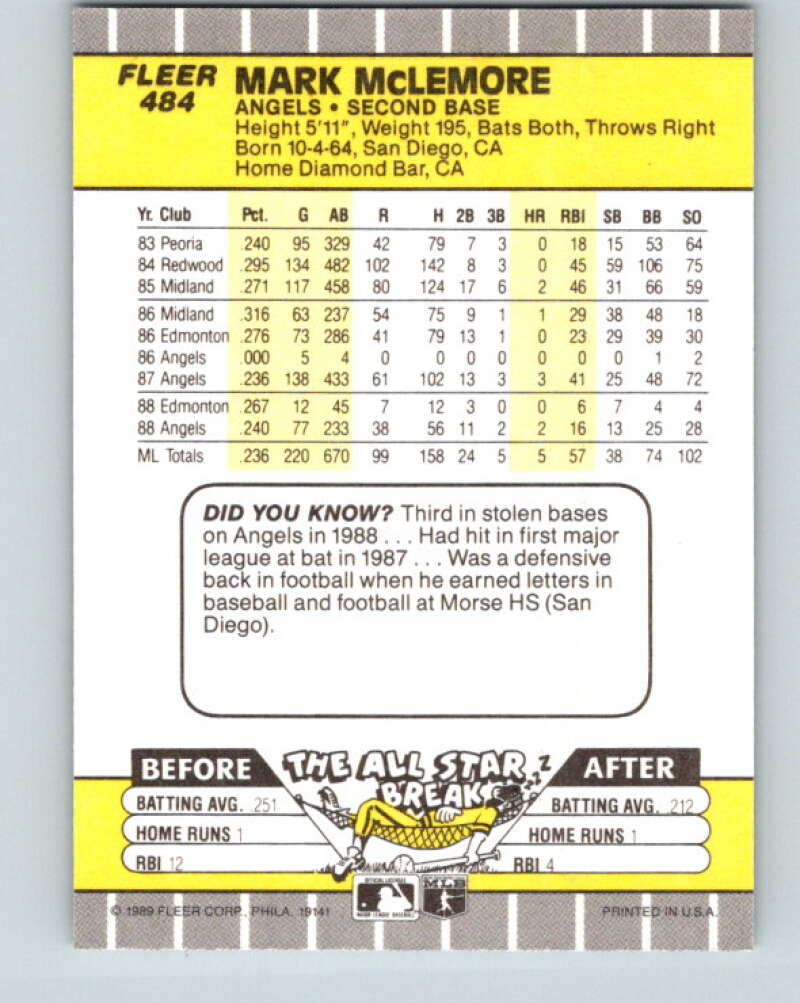 FLEER
484
MARK McLEMORE
ANGELS • SECOND BASE
Height 5'11", Weight 195, Bats Both, Throws Right
Born 10-4-64, San Diego, CA
Home Diamond Bar, CA
Yr. Club Pct. G AB R H 2B 3B HR RBI SB BB SO
83 Peoria .240 95 329 42 79 7 3 0 18 15 53 64
84 Redwood .295 134 482 102 142 8 3 0 45 59 106 75
85 Midland .271 117 458 80 124 17 6 2 46 31 66 59
86 Midland .316 63 237 54 75 9 1 1 29 38 48 18
86 Edmonton .276 73 286 41 79 13 1 0 23 29 39 30
86 Angels .000 5 4 0 0 0 0 0 0 0 1 2
87 Angels .236 138 433 61 102 13 3 3 41 25 48 72
88 Edmonton .267 12 45 7 12 3 0 0 6 7 4 4
88 Angels .240 77 233 38 56 11 2 2 16 13 25 28
ML Totals .236 220 670 99 158 24 5 5 57 38 74 102
DID YOU KNOW? Third in stolen bases
on Angels in 1988 . . . Had hit in first major
league at bat in 1987 . . . Was a defensive
back in football when he earned letters in
baseball and football at Morse HS (San
Diego).
BEFORE THE ALL STAR BREAK AFTER
zzZ
BATTING AVG. .251 BATTING AVG. .212
HOME RUNS 1 HOME RUNS 1
RBI 12 RBI 4
OFFICIAL LICENSEE
MAJOR LEAGUE BASEBALL
MLB
© 1989 FLEER CORP., PHILA. 19141 PRINTED IN U.S.A.